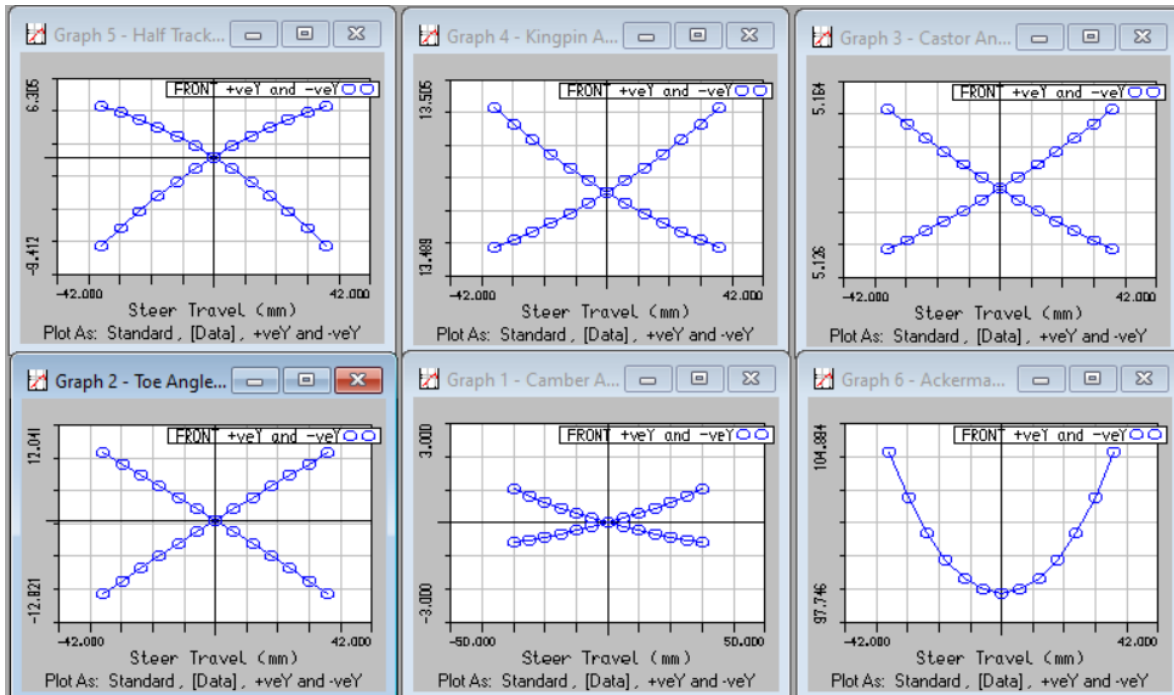 Graph 5 - Half Track...
6.305
FRONT +veY and -veY
-9.412
-42.000
42.000
Steer Travel (mm)
Plot As: Standard, [Data], +veY and -veY
Graph 4 - Kingpin A...
13.505
FRONT +veY and -veY
13.489
-42.000
42.000
Steer Travel (mm)
Plot As: Standard, [Data], +veY and -veY
Graph 3 - Castor An...
5.184
FRONT +veY and -veY
5.126
-42.000
42.000
Steer Travel (mm)
Plot As: Standard, [Data], +veY and -veY
Graph 2 - Toe Angle...
12.041
FRONT +veY and -veY
-12.821
-42.000
42.000
Steer Travel (mm)
Plot As: Standard, [Data], +veY and -veY
Graph 1 - Camber A...
3.000
FRONT +veY and -veY
-3.000
-50.000
50.000
Steer Travel (mm)
Plot As: Standard, [Data], +veY and -veY
Graph 6 - Ackerma...
104.884
FRONT +veY and -veY
97.746
-42.000
42.000
Steer Travel (mm)
Plot As: Standard, [Data], +veY and -veY